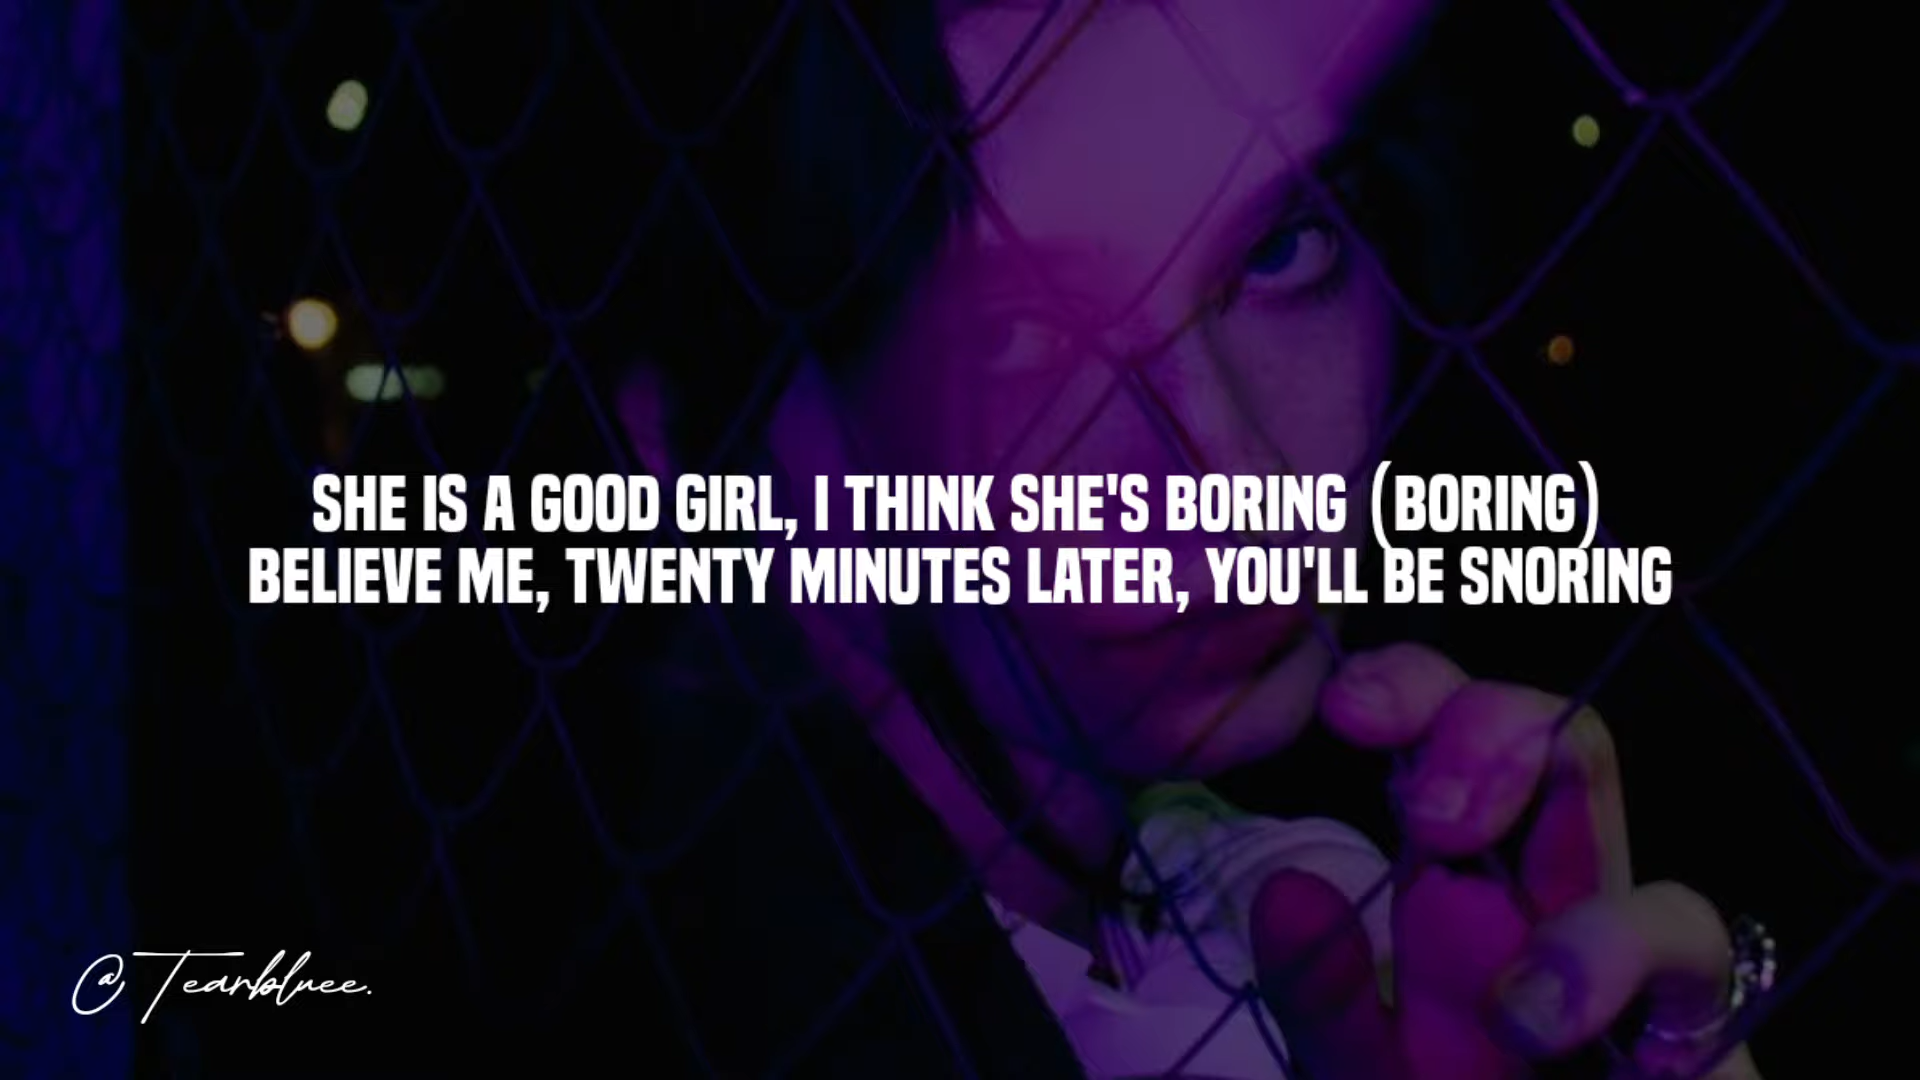 SHE IS A GOOD GIRL, I THINK SHE'S BORING (BORING)
BELIEVE ME, TWENTY MINUTES LATER, YOU'LL BE SNORING
@Tearbluee.